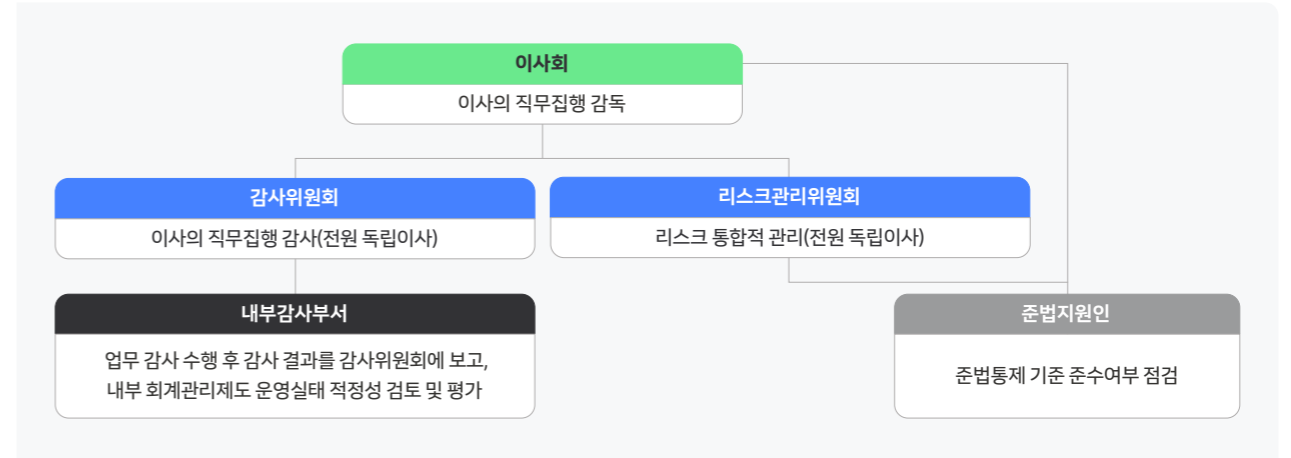 이사회
이사의 직무집행 감독
감사위원회
이사의 직무집행 감사(전원 독립이사)
리스크관리위원회
리스크 통합적 관리(전원 독립이사)
내부감사부서
업무 감사 수행 후 감사 결과를 감사위원회에 보고,
내부 회계관리제도 운영실태 적정성 검토 및 평가
준법지원인
준법통제 기준 준수여부 점검